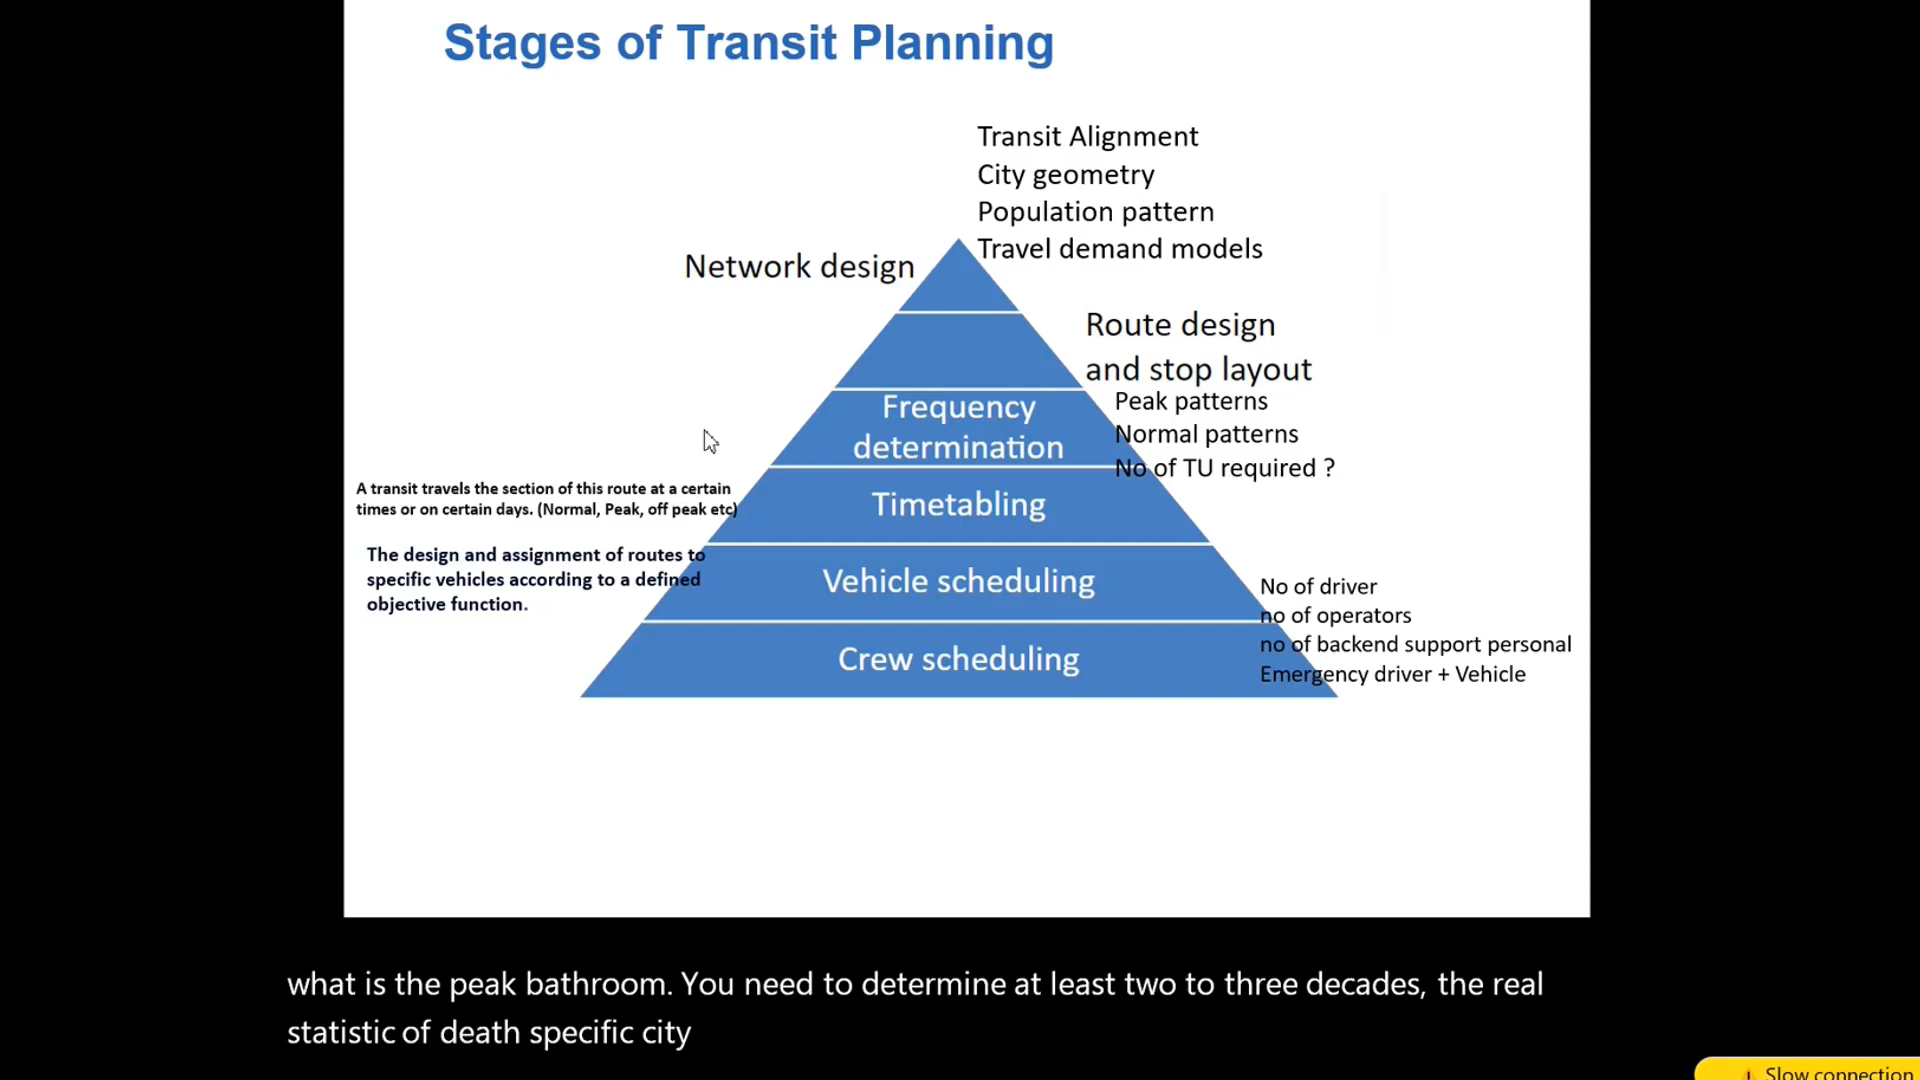 Stages of Transit Planning
Transit Alignment
City geometry
Population pattern
Travel demand models
Network design
Route design
and stop layout
Peak patterns
Normal patterns
No of TU required ?
Frequency
determination
A transit travels the section of this route at a certain
times or on certain days. (Normal, Peak, off peak etc)
Timetabling
The design and assignment of routes to
specific vehicles according to a defined
objective function.
Vehicle scheduling
No of driver
no of operators
no of backend support personal
Emergency driver + Vehicle
Crew scheduling
what is the peak bathroom. You need to determine at least two to three decades, the real
statistic of death specific city
Slow connection